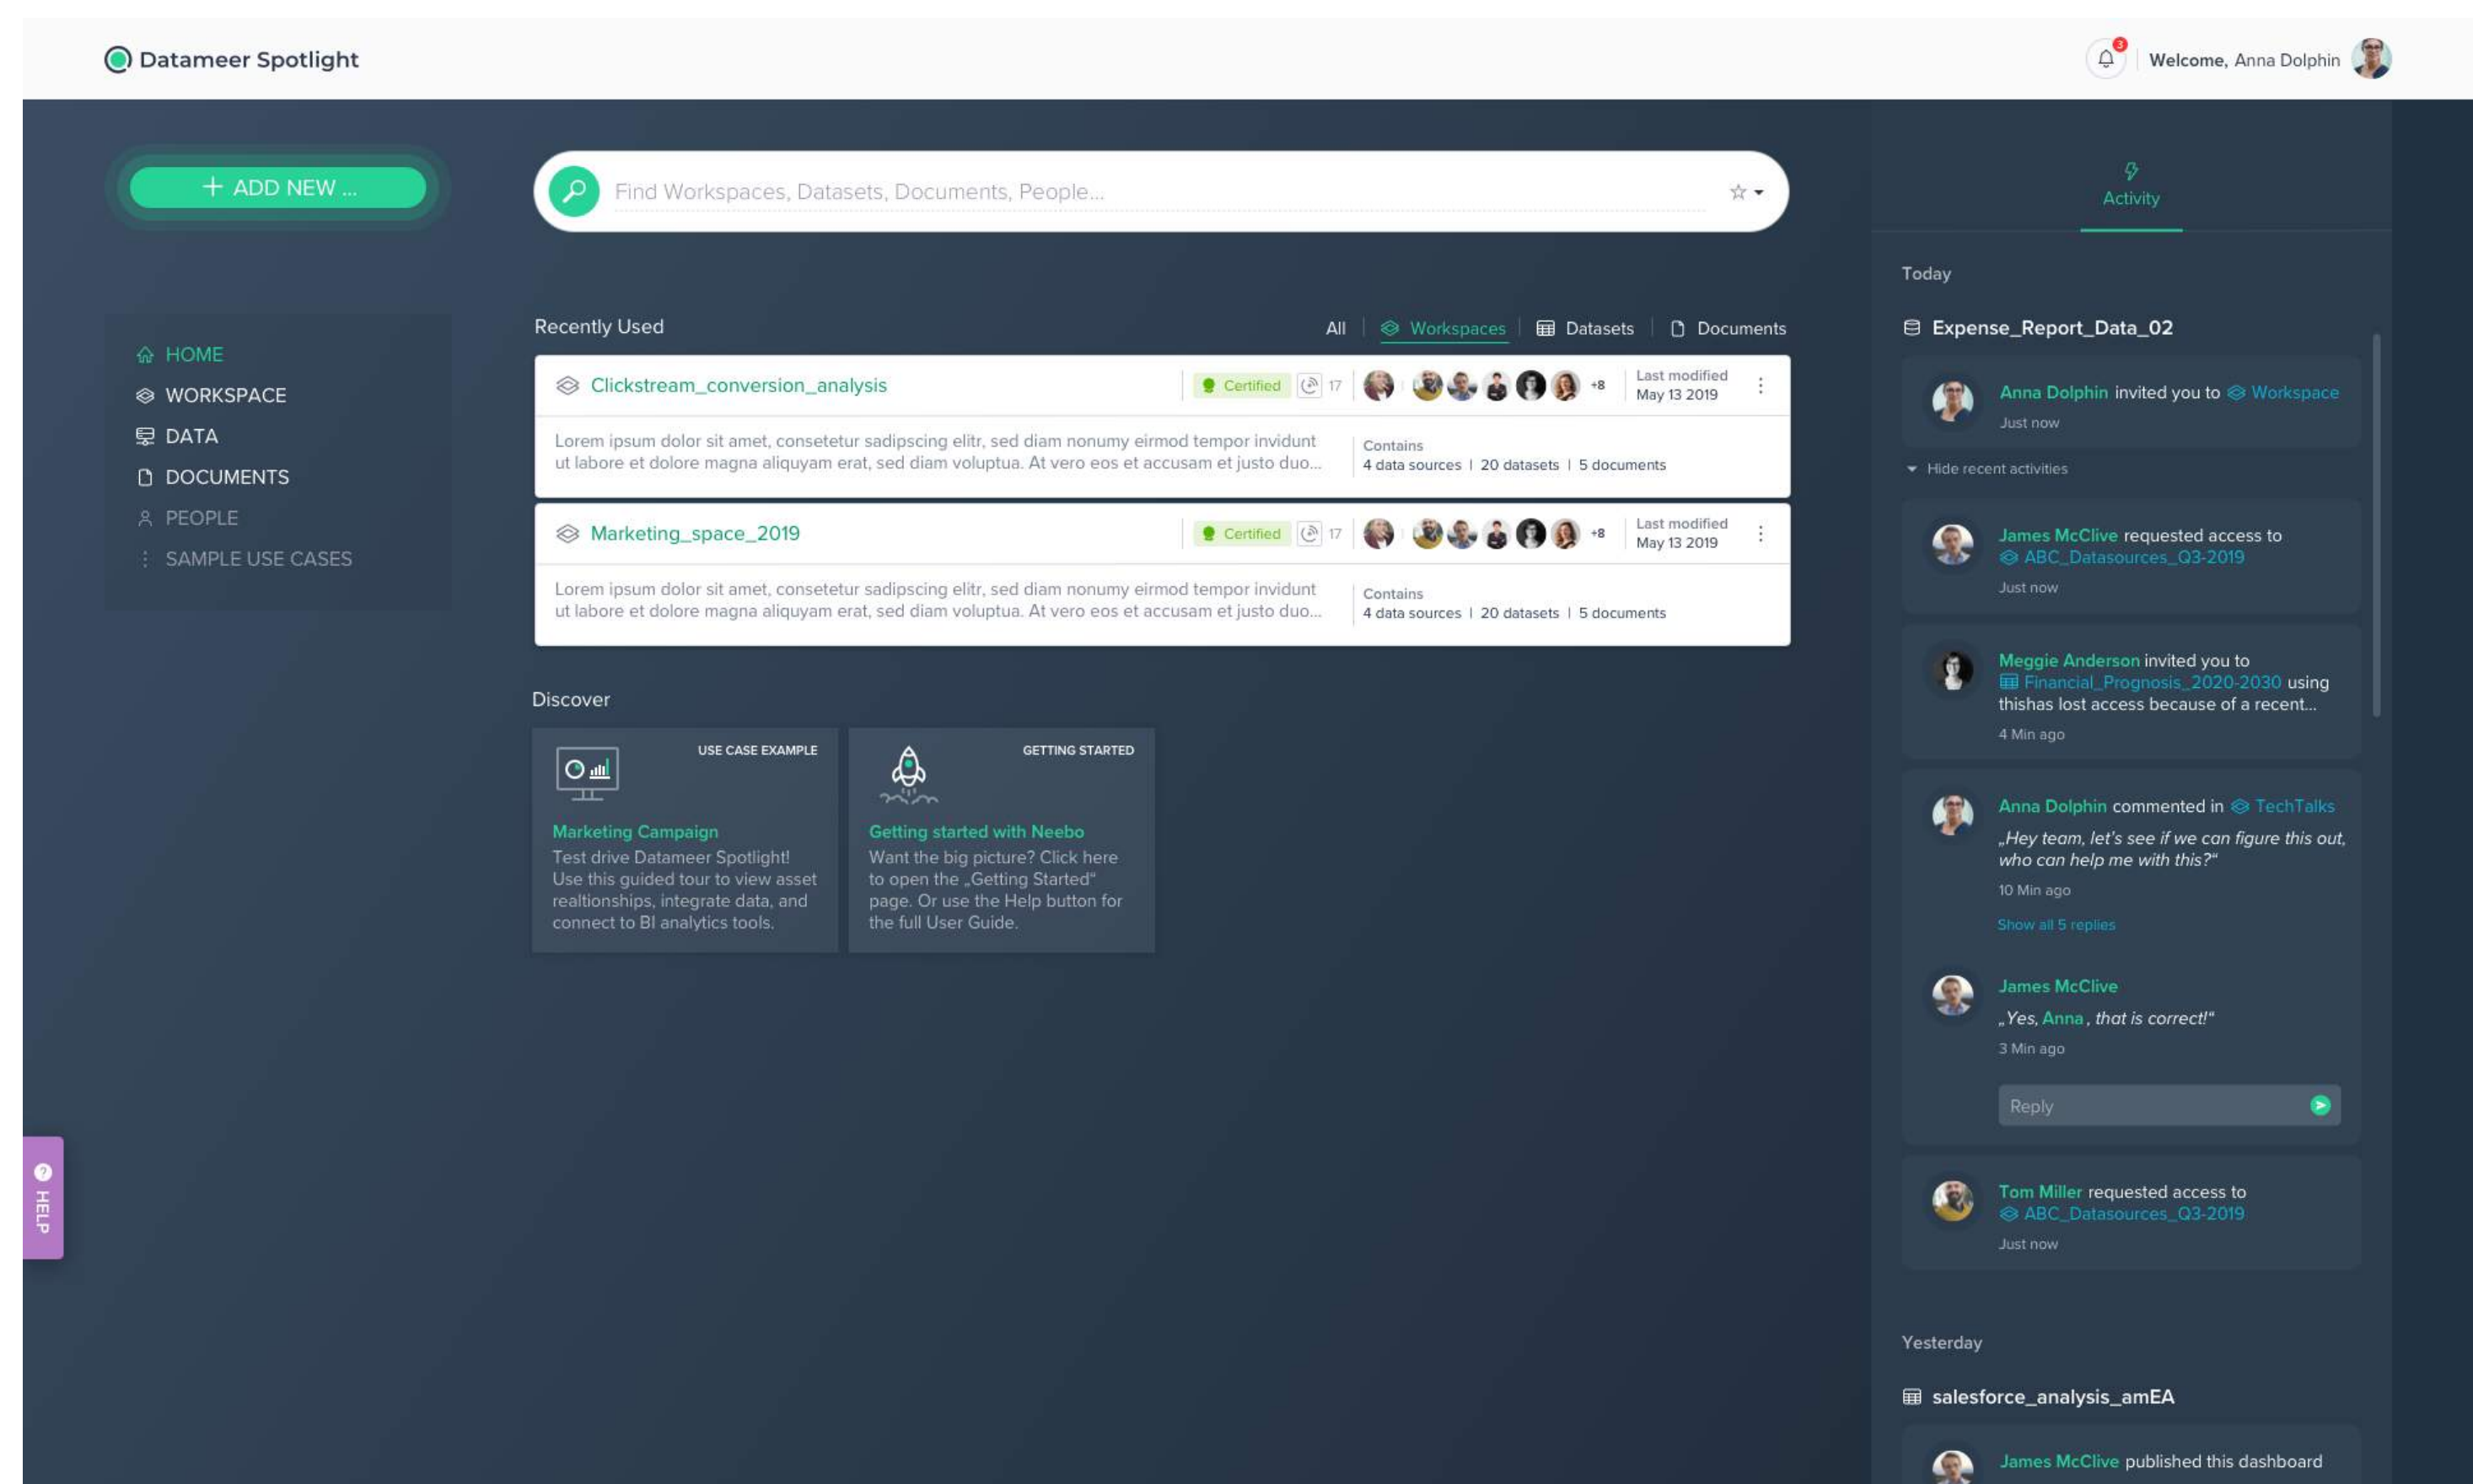 Datameer Spotlight
3
Welcome, Anna Dolphin
+ ADD NEW ...
HOME
WORKSPACE
DATA
DOCUMENTS
PEOPLE
SAMPLE USE CASES
HELP
Find Workspaces, Datasets, Documents, People...
Recently Used
All Workspaces Datasets Documents
Clickstream_conversion_analysis
Certified 17 +8
Last modified
May 13 2019
Lorem ipsum dolor sit amet, consetetur sadipscing elitr, sed diam nonumy eirmod tempor invidunt
ut labore et dolore magna aliquyam erat, sed diam voluptua. At vero eos et accusam et justo duo...
Contains
4 data sources | 20 datasets | 5 documents
Marketing_space_2019
Certified 17 +8
Last modified
May 13 2019
Lorem ipsum dolor sit amet, consetetur sadipscing elitr, sed diam nonumy eirmod tempor invidunt
ut labore et dolore magna aliquyam erat, sed diam voluptua. At vero eos et accusam et justo duo...
Contains
4 data sources | 20 datasets | 5 documents
Discover
USE CASE EXAMPLE
Marketing Campaign
Test drive Datameer Spotlight!
Use this guided tour to view asset
realtionships, integrate data, and
connect to BI analytics tools.
GETTING STARTED
Getting started with Neebo
Want the big picture? Click here
to open the „Getting Started“
page. Or use the Help button for
the full User Guide.
Activity
Today
Expense_Report_Data_02
Anna Dolphin invited you to Workspace
Just now
Hide recent activities
James McClive requested access to
ABC_Datasources_Q3-2019
Just now
Meggie Anderson invited you to
Financial_Prognosis_2020-2030 using
thishas lost access because of a recent...
4 Min ago
Anna Dolphin commented in TechTalks
„Hey team, let's see if we can figure this out,
who can help me with this?“
10 Min ago
Show all 5 replies
James McClive
„Yes, Anna , that is correct!“
3 Min ago
Reply
Tom Miller requested access to
ABC_Datasources_Q3-2019
Just now
Yesterday
salesforce_analysis_amEA
James McClive published this dashboard